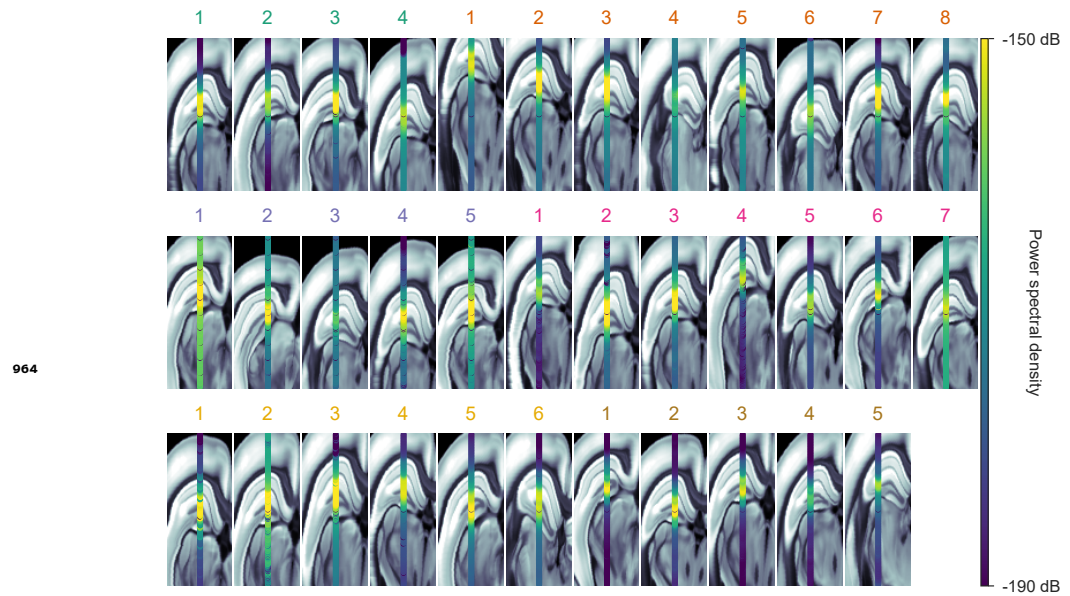 1 2 3 4 1 2 3 4 5 6 7 8
-150 dB
1 2 3 4 5 1 2 3 4 5 6 7
Power spectral density
964
1 2 3 4 5 6 1 2 3 4 5
-190 dB